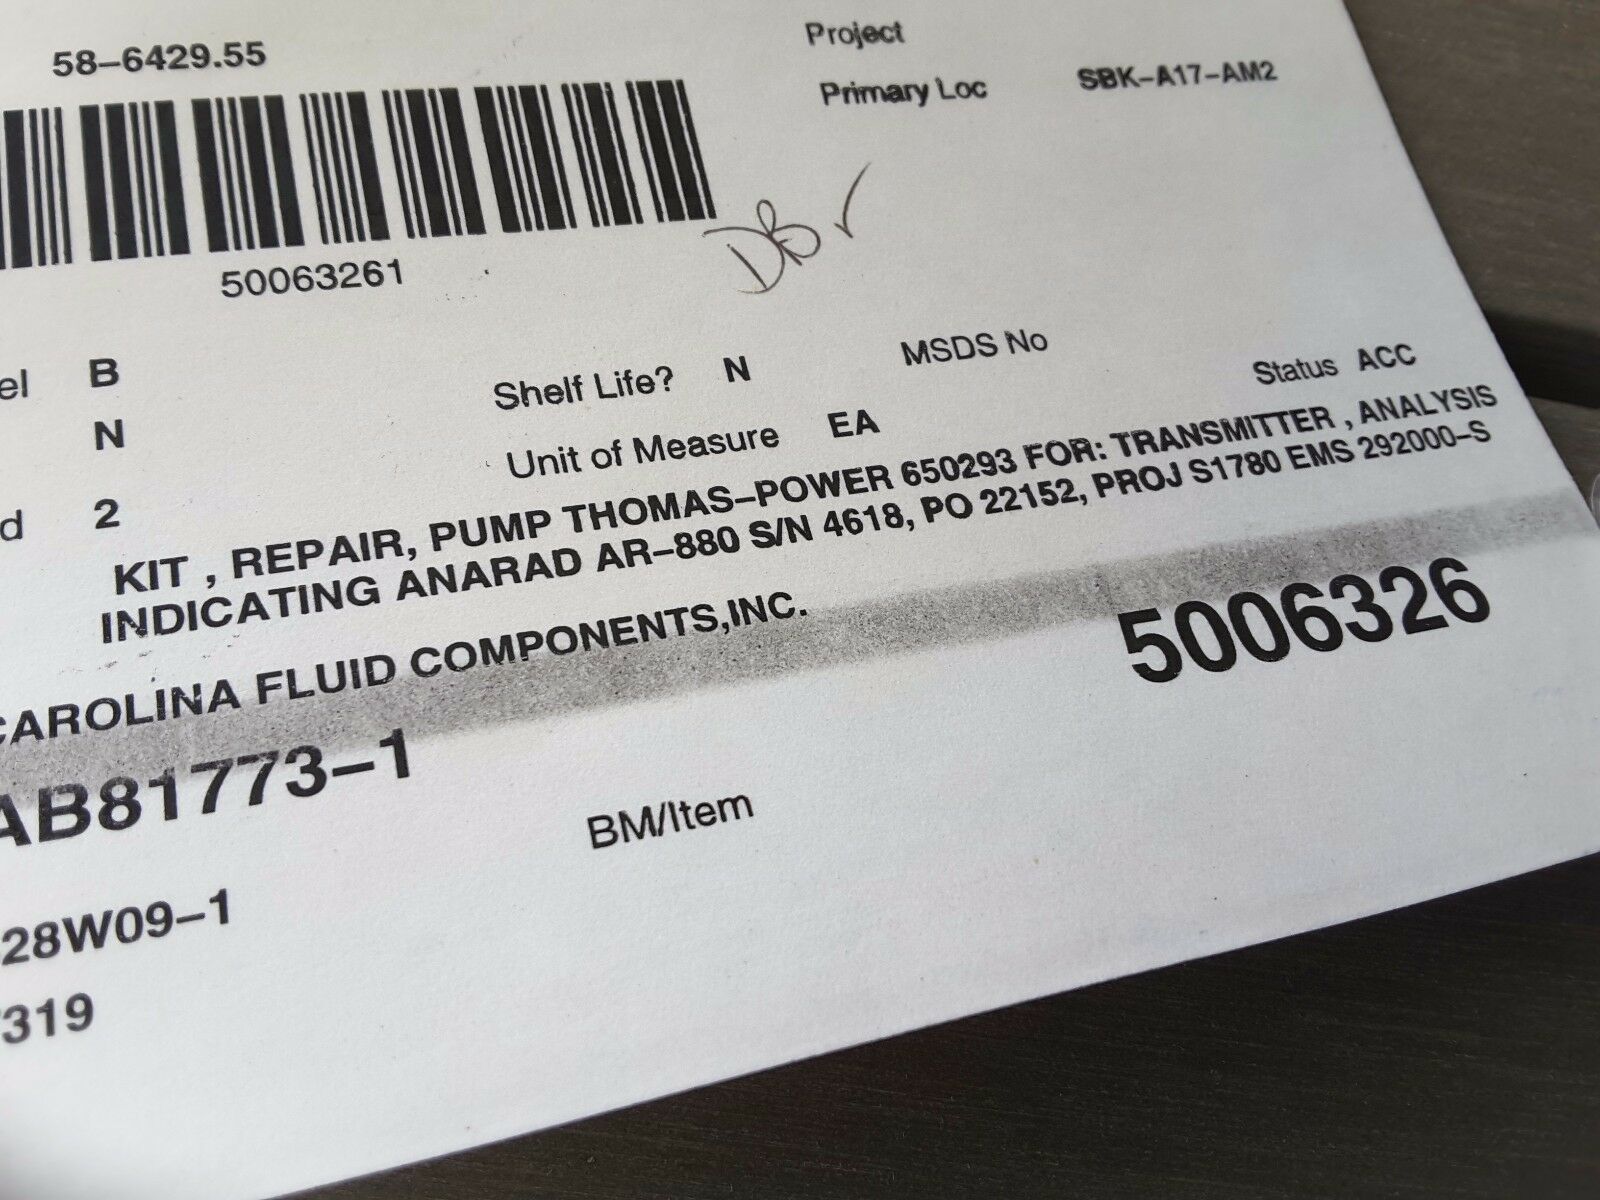 58-6429.55 Project
Primary Loc SBK-A17-AM2
50063261 DB ✓
B Shelf Life? N MSDS No
N Unit of Measure EA Status ACC
2
KIT , REPAIR, PUMP THOMAS-POWER 650293 FOR: TRANSMITTER , ANALYSIS
INDICATING ANARAD AR-880 S/N 4618, PO 22152, PROJ S1780 EMS 292000-S
CAROLINA FLUID COMPONENTS,INC.
5006326
AB81773-1
BM/Item
28W09-1
319